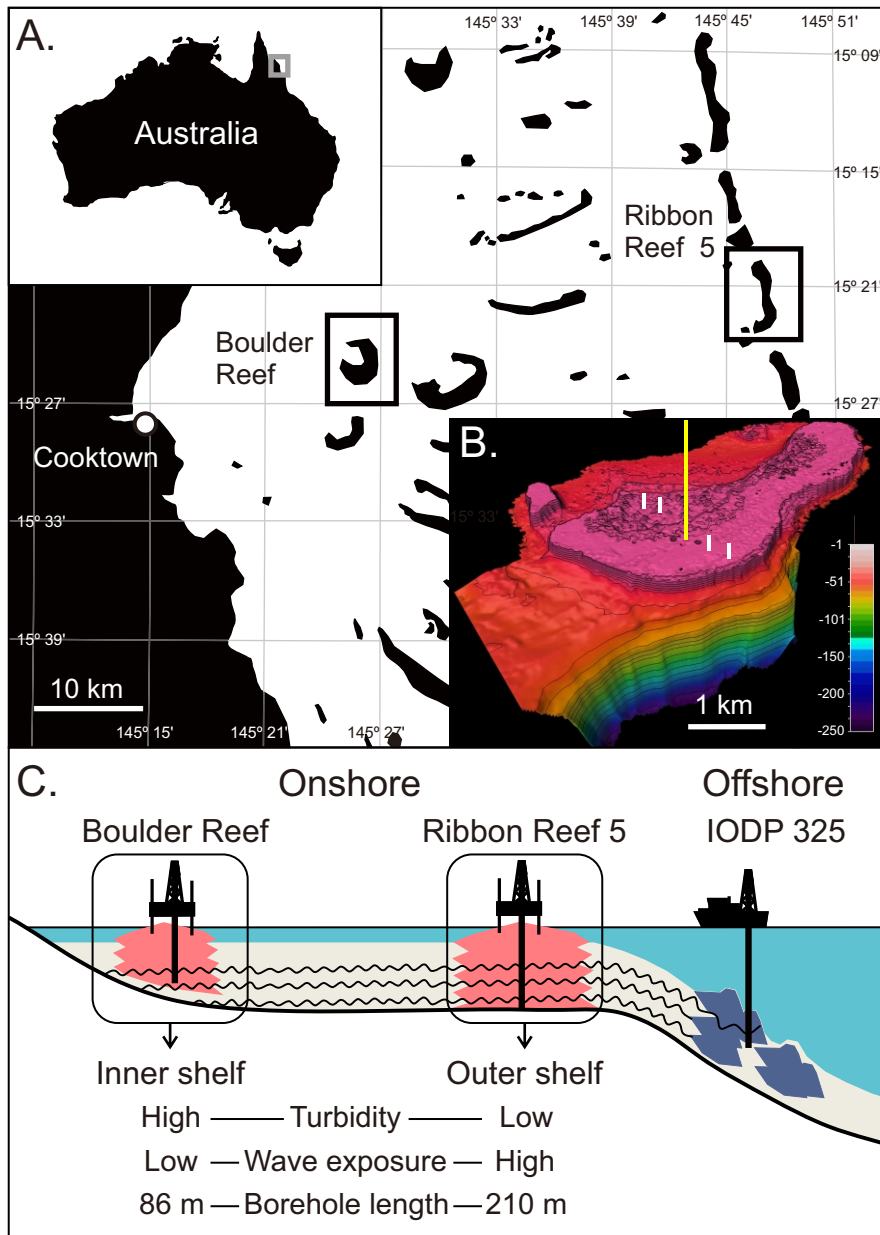 A.
Australia
145º 33'
145º 39'
145º 45'
145º 51'
15º 09'
15º 15'
Ribbon
Reef 5
15º 21'
Boulder
Reef
15º 27'
15º 27'
Cooktown
15º 33'
15º 33'
15º 39'
10 km
145º 15'
145º 21'
145º 27'
B.
-1
-51
-101
-150
-200
-250
1 km
C.
Onshore
Offshore
Boulder Reef
Ribbon Reef 5
IODP 325
Inner shelf
Outer shelf
High — Turbidity — Low
Low — Wave exposure — High
86 m — Borehole length — 210 m